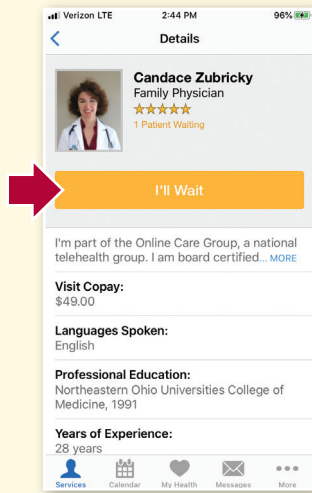 Verizon LTE 2:44 PM 96%
Details
Candace Zubricky
Family Physician
1 Patient Waiting
I'll Wait
I'm part of the Online Care Group, a national
telehealth group. I am board certified... MORE
Visit Copay:
$49.00
Languages Spoken:
English
Professional Education:
Northeastern Ohio Universities College of
Medicine, 1991
Years of Experience:
28 years
Services Calendar My Health Messages More